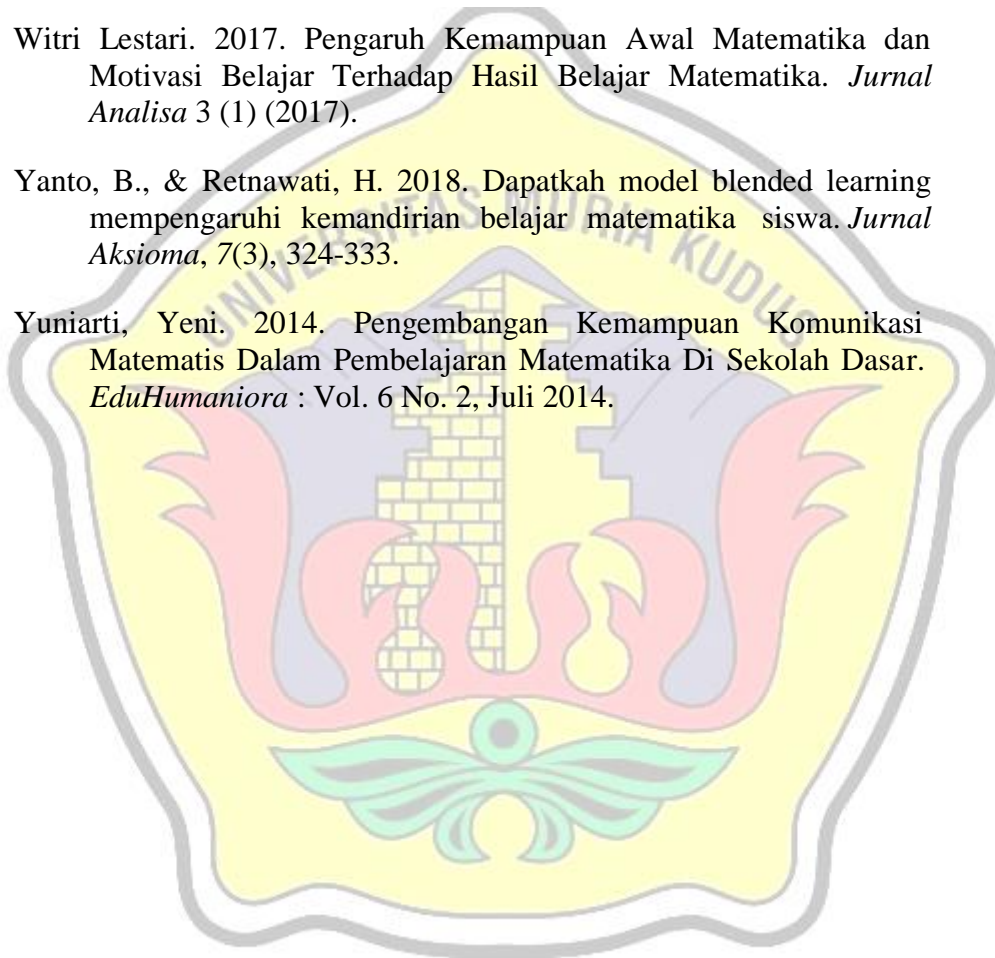 Witri Lestari. 2017. Pengaruh Kemampuan Awal Matematika dan
Motivasi Belajar Terhadap Hasil Belajar Matematika. Jurnal
Analisa 3 (1) (2017).
Yanto, B., & Retnawati, H. 2018. Dapatkah model blended learning
mempengaruhi kemandirian belajar matematika siswa. Jurnal
Aksioma, 7(3), 324-333.
Yuniarti, Yeni. 2014. Pengembangan Kemampuan Komunikasi
Matematis Dalam Pembelajaran Matematika Di Sekolah Dasar.
EduHumaniora : Vol. 6 No. 2, Juli 2014.
UNIVERSITAS MURIA KUDUS